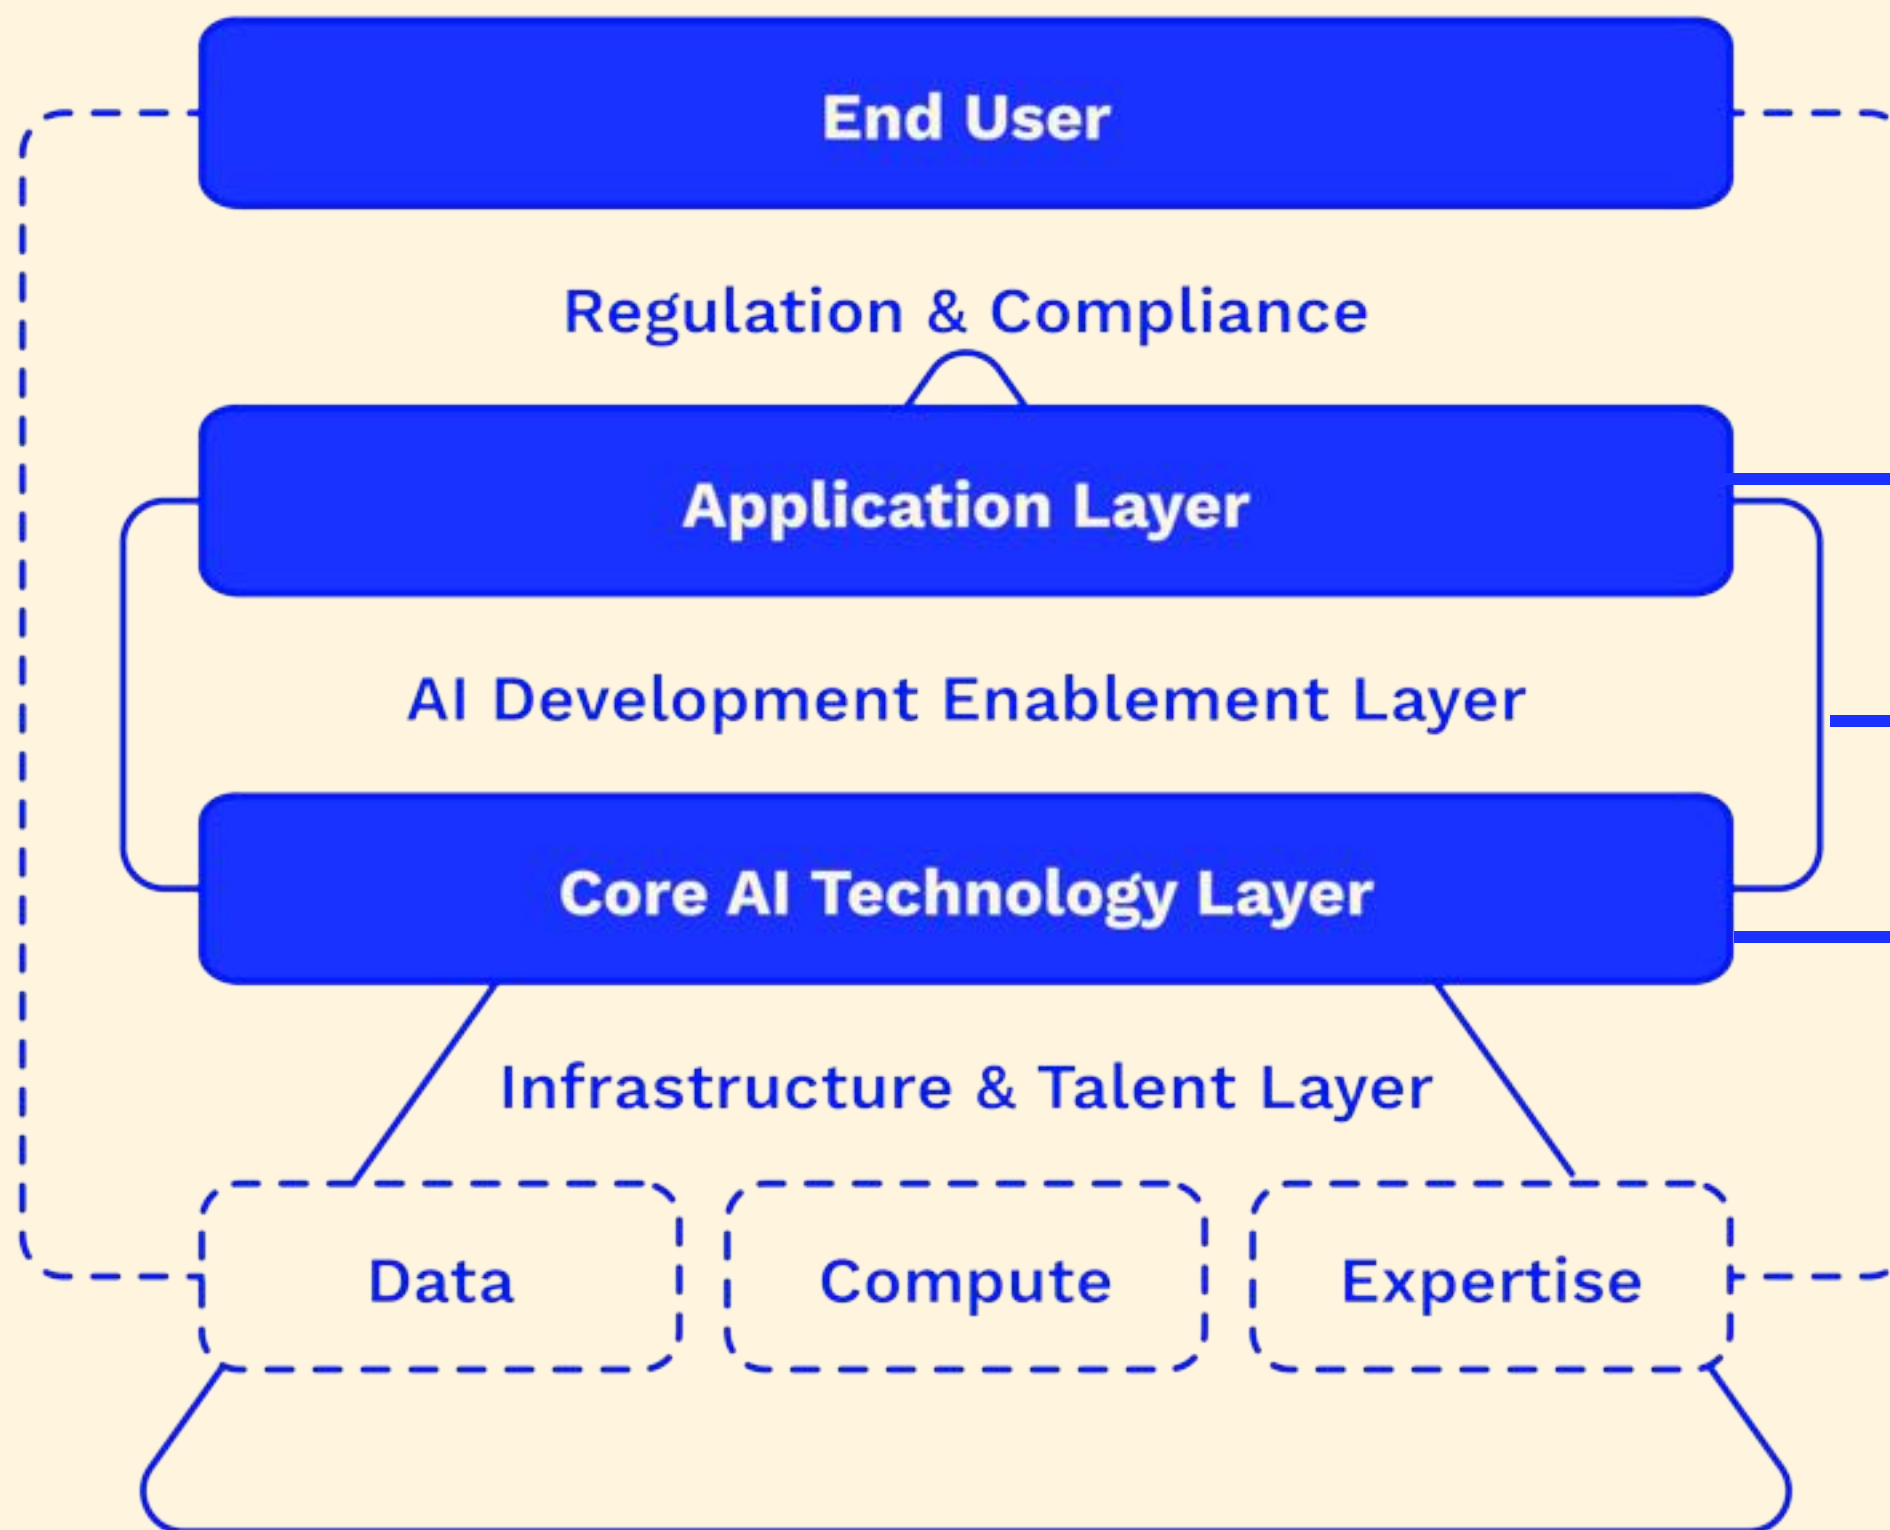 End User
Regulation & Compliance
Application Layer
AI Development Enablement Layer
Core AI Technology Layer
Infrastructure & Talent Layer
Data
Compute
Expertise